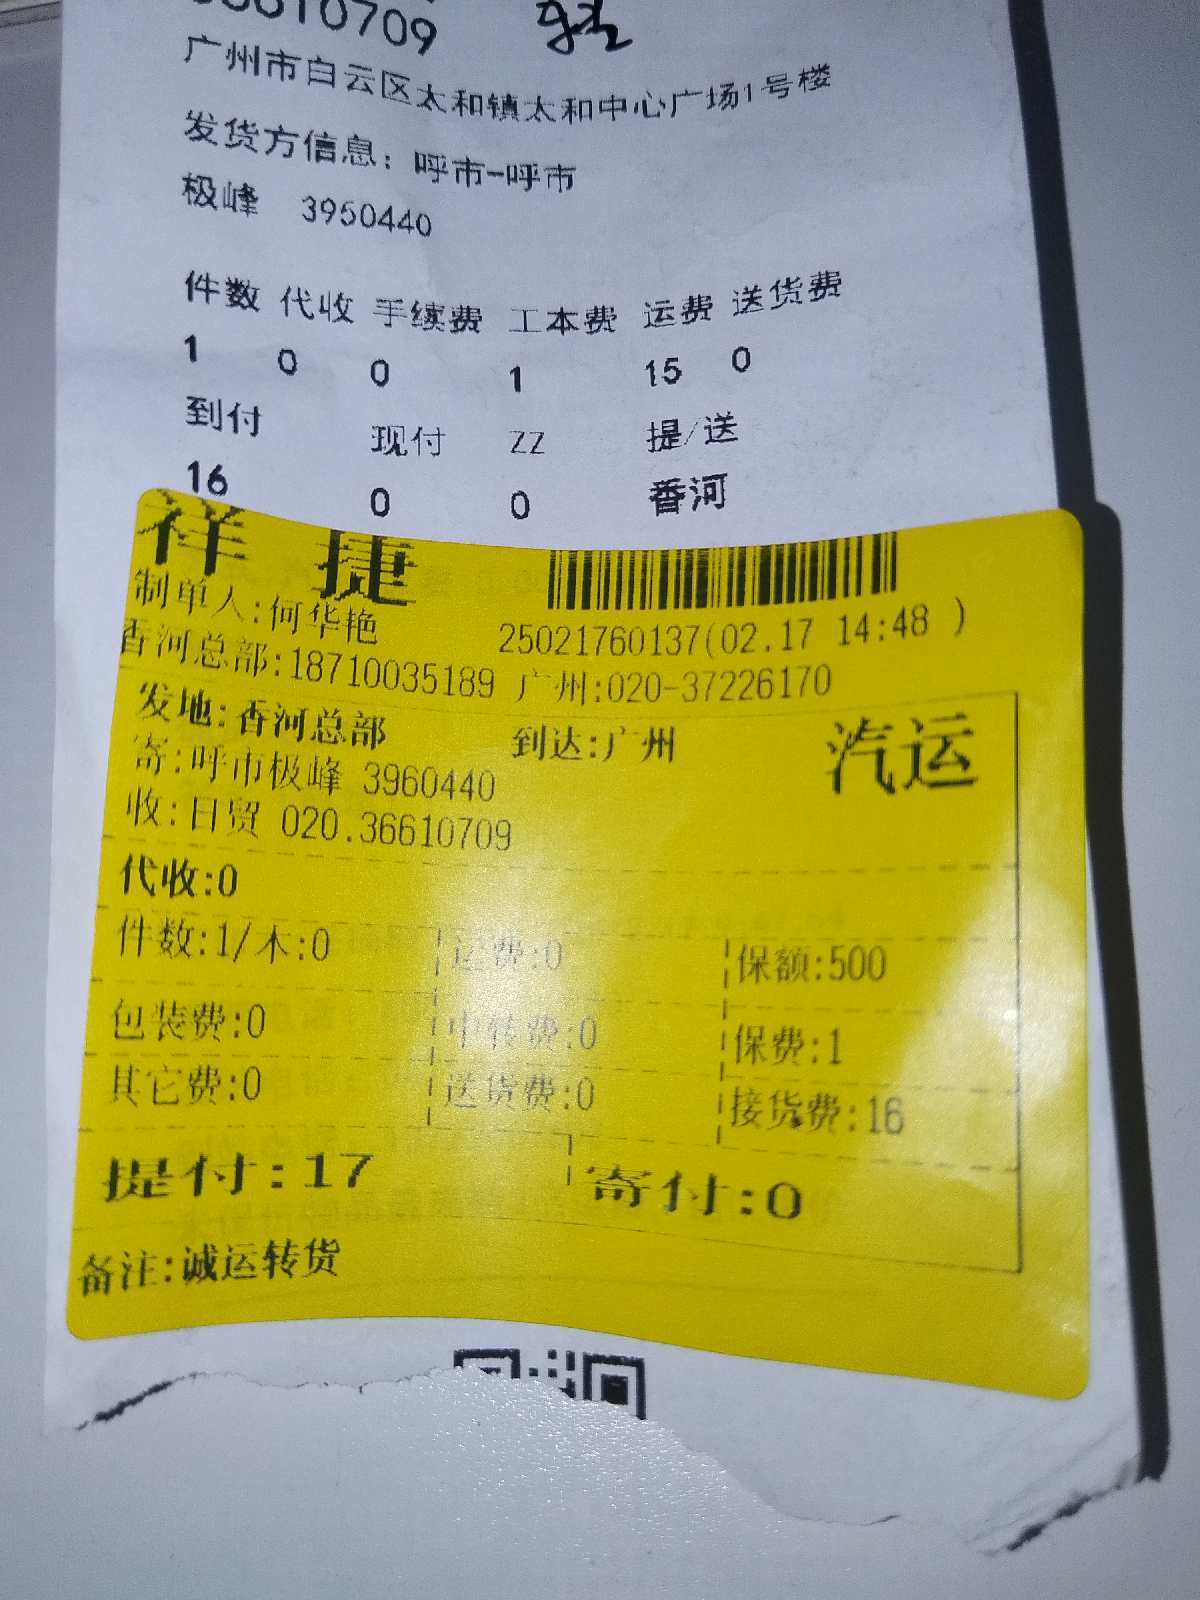 36610709
广州市白云区太和镇太和中心广场1号楼
发货方信息: 呼市-呼市
极峰 3950440
件数 代收 手续费 工本费 运费 送货费
1 0 0 1 15 0
到付 现付 ZZ 提/送
16 0 0 香河
祥 捷
制单人:何华艳 25021760137(02.17 14:48 )
香河总部:18710035189 广州:020-37226170
发地:香河总部 到达:广州 汽运
寄:呼市极峰 3960440
收:日贸 020.36610709
代收:0
件数:1/木:0 运费:0 保额:500
包装费:0 中转费:0 保费:1
其它费:0 送货费:0 接货费:16
提付:17 寄付:0
备注:诚运转货